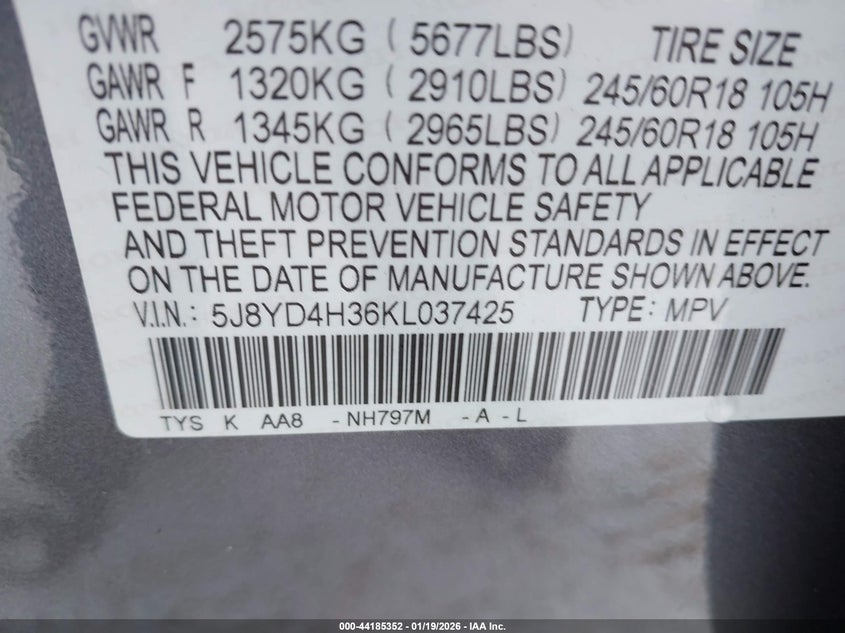 GVWR 2575KG ( 5677LBS) TIRE SIZE
GAWR F 1320KG ( 2910LBS) 245/60R18 105H
GAWR R 1345KG ( 2965LBS) 245/60R18 105H
THIS VEHICLE CONFORMS TO ALL APPLICABLE
FEDERAL MOTOR VEHICLE SAFETY
AND THEFT PREVENTION STANDARDS IN EFFECT
ON THE DATE OF MANUFACTURE SHOWN ABOVE.
V.I.N.: 5J8YD4H36KL037425 TYPE: MPV
TYS K AA8 -NH797M -A-L
000-44185352 - 01/19/2026 - IAA Inc.